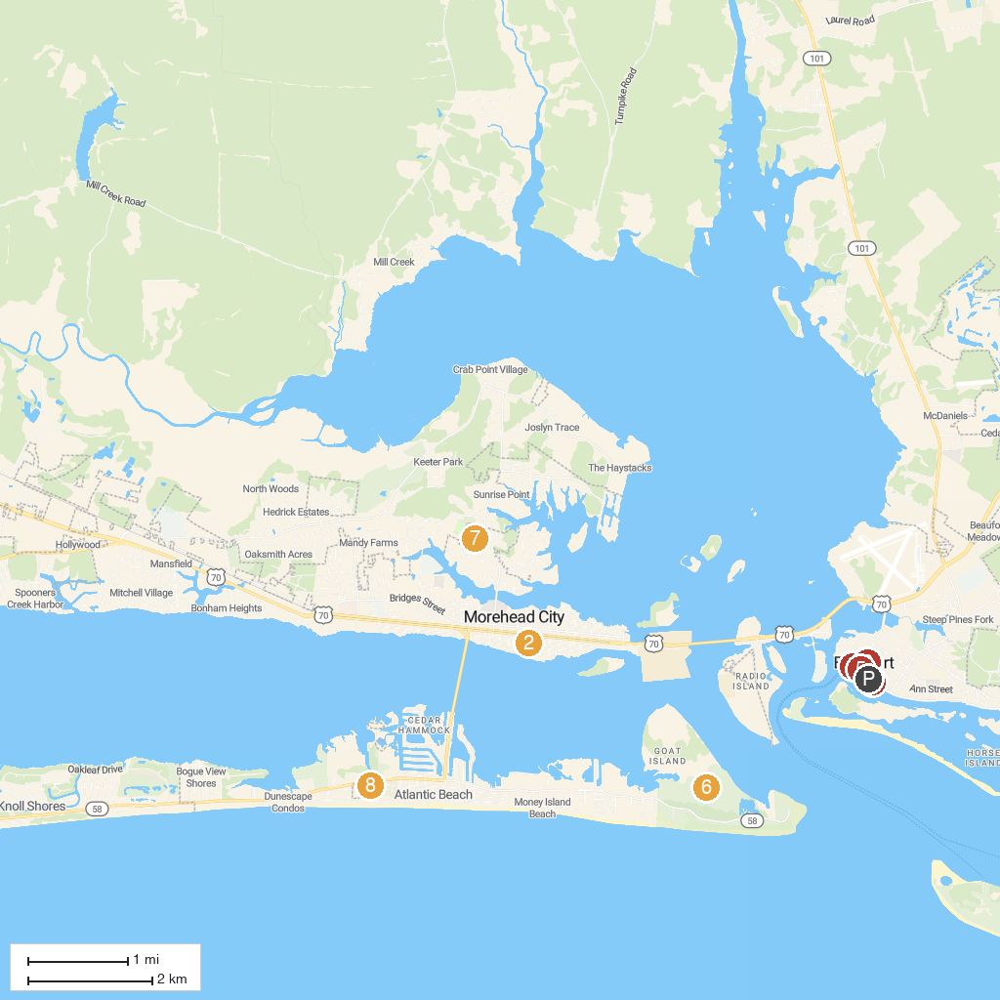 Laurel Road
101
Turnpike Road
Mill Creek Road
101
Mill Creek
Crab Point Village
McDaniels
Joslyn Trace
Keeter Park
The Haystacks
North Woods
Sunrise Point
Hedrick Estates
7
Hollywood
Mandy Farms
Oaksmith Acres
Mansfield
70
Spooners
Creek Harbor
Mitchell Village
Bridges Street
Bonham Heights
70
Morehead City
2
70
70
70
Steep Pines Fork
P
Ann Street
RADIO
ISLAND
CEDAR
HAMMOCK
GOAT
ISLAND
Oakleaf Drive
Bogue View
Shores
8
6
Knoll Shores
58
Dunescape
Condos
Atlantic Beach
Money Island
Beach
58
1 mi
2 km